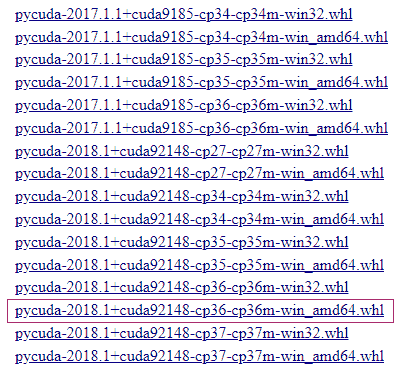 pycuda-2017.1.1+cuda9185-cp34-cp34m-win32.whl
pycuda-2017.1.1+cuda9185-cp34-cp34m-win_amd64.whl
pycuda-2017.1.1+cuda9185-cp35-cp35m-win32.whl
pycuda-2017.1.1+cuda9185-cp35-cp35m-win_amd64.whl
pycuda-2017.1.1+cuda9185-cp36-cp36m-win32.whl
pycuda-2017.1.1+cuda9185-cp36-cp36m-win_amd64.whl
pycuda-2018.1+cuda92148-cp27-cp27m-win32.whl
pycuda-2018.1+cuda92148-cp27-cp27m-win_amd64.whl
pycuda-2018.1+cuda92148-cp34-cp34m-win32.whl
pycuda-2018.1+cuda92148-cp34-cp34m-win_amd64.whl
pycuda-2018.1+cuda92148-cp35-cp35m-win32.whl
pycuda-2018.1+cuda92148-cp35-cp35m-win_amd64.whl
pycuda-2018.1+cuda92148-cp36-cp36m-win32.whl
pycuda-2018.1+cuda92148-cp36-cp36m-win_amd64.whl
pycuda-2018.1+cuda92148-cp37-cp37m-win32.whl
pycuda-2018.1+cuda92148-cp37-cp37m-win_amd64.whl